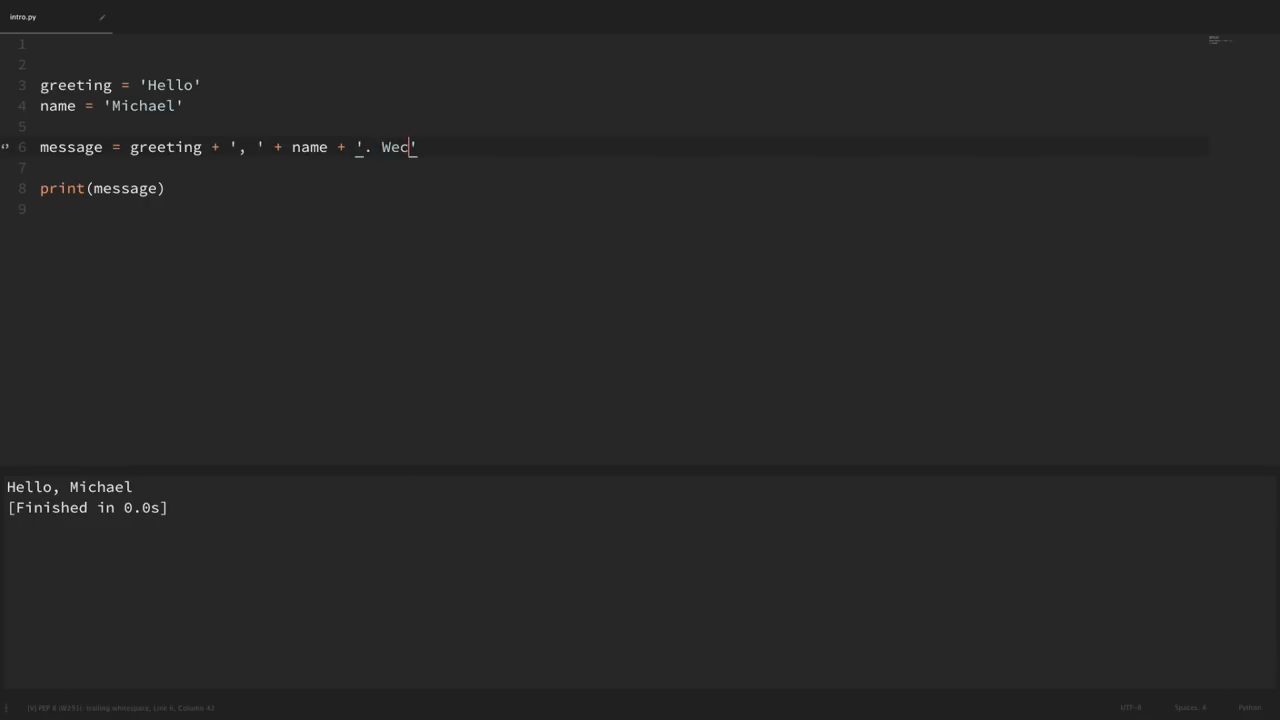 intro.py
1
2
3 greeting = 'Hello'
4 name = 'Michael'
5
6 message = greeting + ', ' + name + '. Wec'
7
8 print(message)
9
Hello, Michael
[Finished in 0.0s]
[W] PEP 8 (W291): trailing whitespace, Line 6, Column 42
UTF-8 Spaces: 4 Python